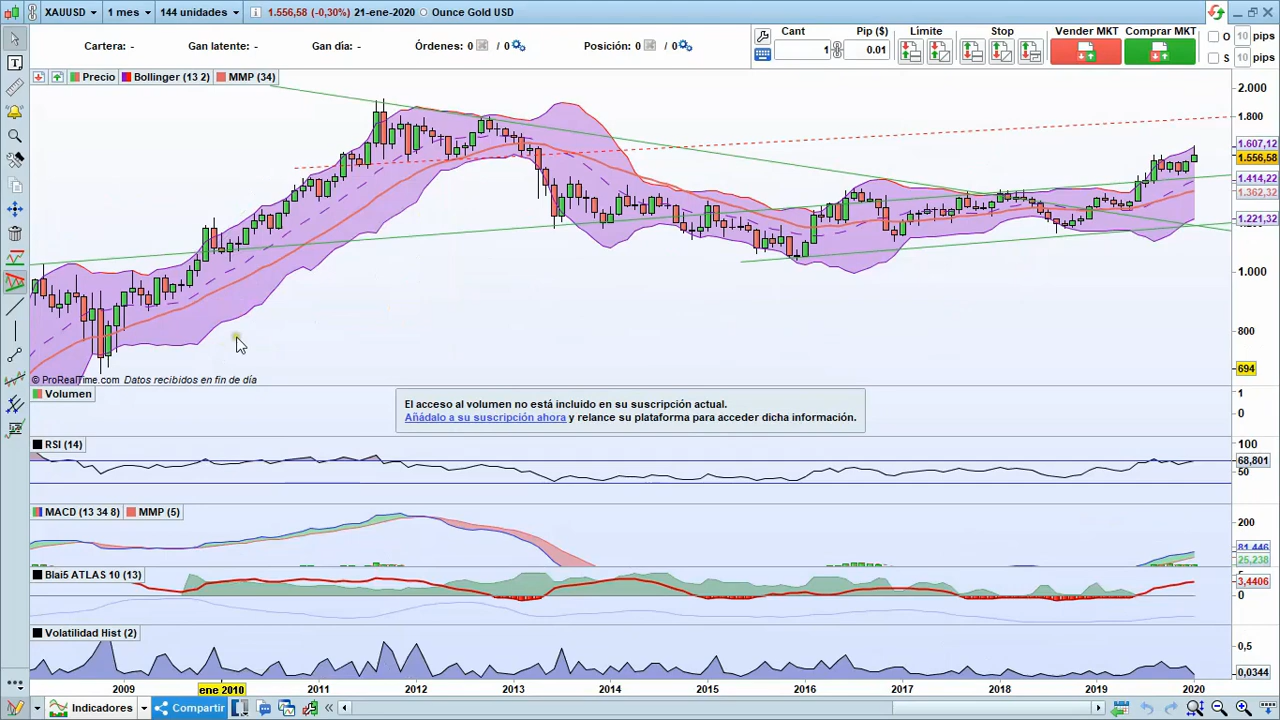 XAUUSD 1 mes 144 unidades 1.556,58 (-0,30%) 21-ene-2020 Ounce Gold USD
Cartera: - Gan latente: - Gan día: - Órdenes: 0 / 0 Posición: 0 / 0
Cant Pip ($) Límite Stop Vender MKT Comprar MKT
1 0.01
O 10 pips
S 10 pips
Precio Bollinger (13 2) MMP (34)
2.000
1.800
1.607,12
1.556,58
1.414,22
1.362,32
1.221,32
1.000
800
694
© ProRealTime.com Datos recibidos en fin de día
Volumen
El acceso al volumen no está incluido en su suscripción actual.
Añádalo a su suscripción ahora y relance su plataforma para acceder dicha información.
1
0
RSI (14)
100
68,801
50
MACD (13 34 8) MMP (5)
200
81,446
25,238
Blai5 ATLAS 10 (13)
3,4406
0
Volatilidad Hist (2)
0,5
0,0344
2009 ene 2010 2011 2012 2013 2014 2015 2016 2017 2018 2019 2020
Indicadores Compartir